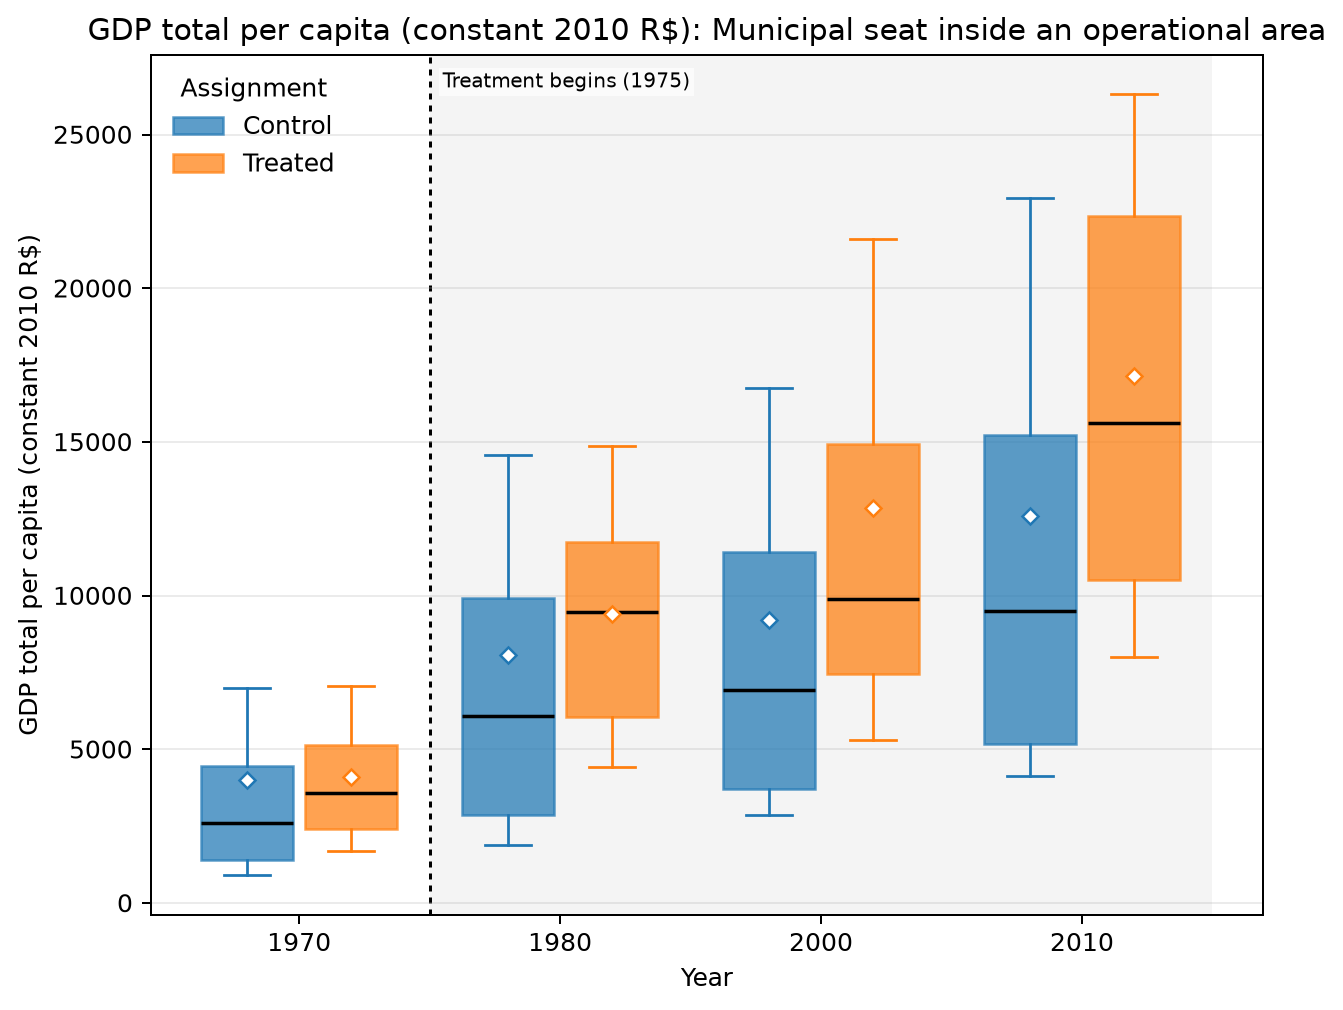 GDP total per capita (constant 2010 R$): Municipal seat inside an operational area
Treatment begins (1975)
Assignment
Control
Treated
GDP total per capita (constant 2010 R$)
25000
20000
15000
10000
5000
0
1970
1980
2000
2010
Year